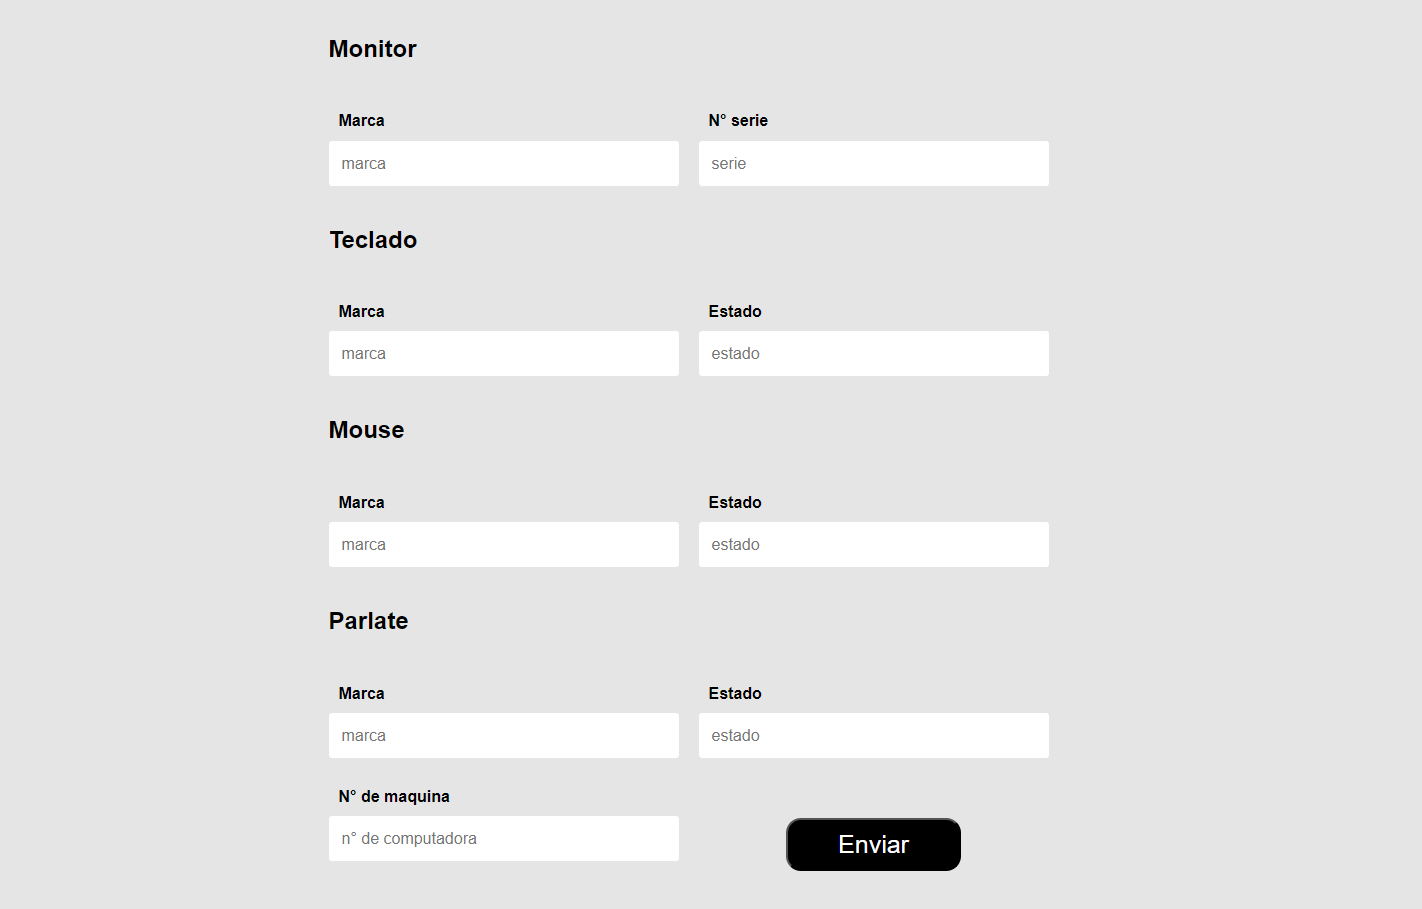 Monitor
Marca N° serie
marca serie
Teclado
Marca Estado
marca estado
Mouse
Marca Estado
marca estado
Parlate
Marca Estado
marca estado
N° de maquina
n° de computadora
Enviar